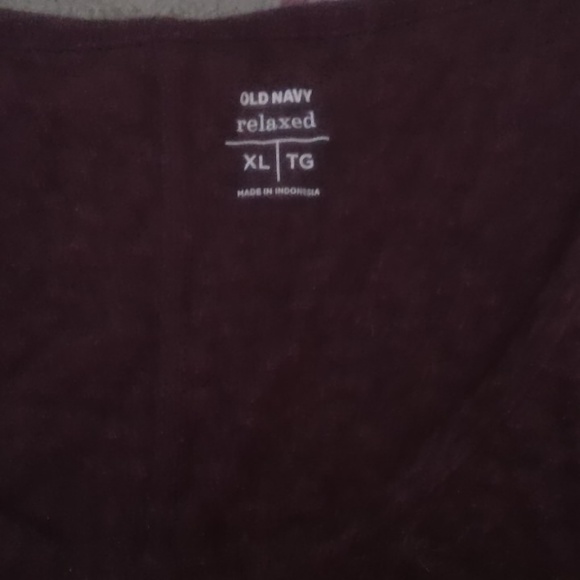 OLD NAVY
relaxed
XL | TG
MADE IN INDONESIA